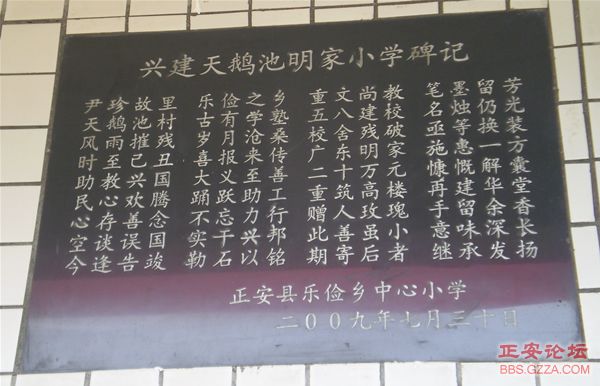 兴建天鹅池明家小学碑记
尹珍故里 乐俭之乡 重文尚教 笔墨留芳
天鹅池村 古有学塾 五八建校 名烛仍光
风雨摧残 岁月沧桑 校舍残破 亟等换装
时至己丑 喜报来传 广东明家 施惠一方
助教兴国 大义至善 二十万元 慷慨解囊
民心欢腾 踊跃助工 重筑高楼 再建华堂
心存善念 不忘力行 赠人玫瑰 手留余香
空谈误国 实干兴邦 此善虽小 意味深长
今逢告竣 勒石以铭 期寄后者 继承发扬
正安县乐俭乡中心小学
二〇〇九年七月三十日
正安论坛
BBS.GZZA.COM